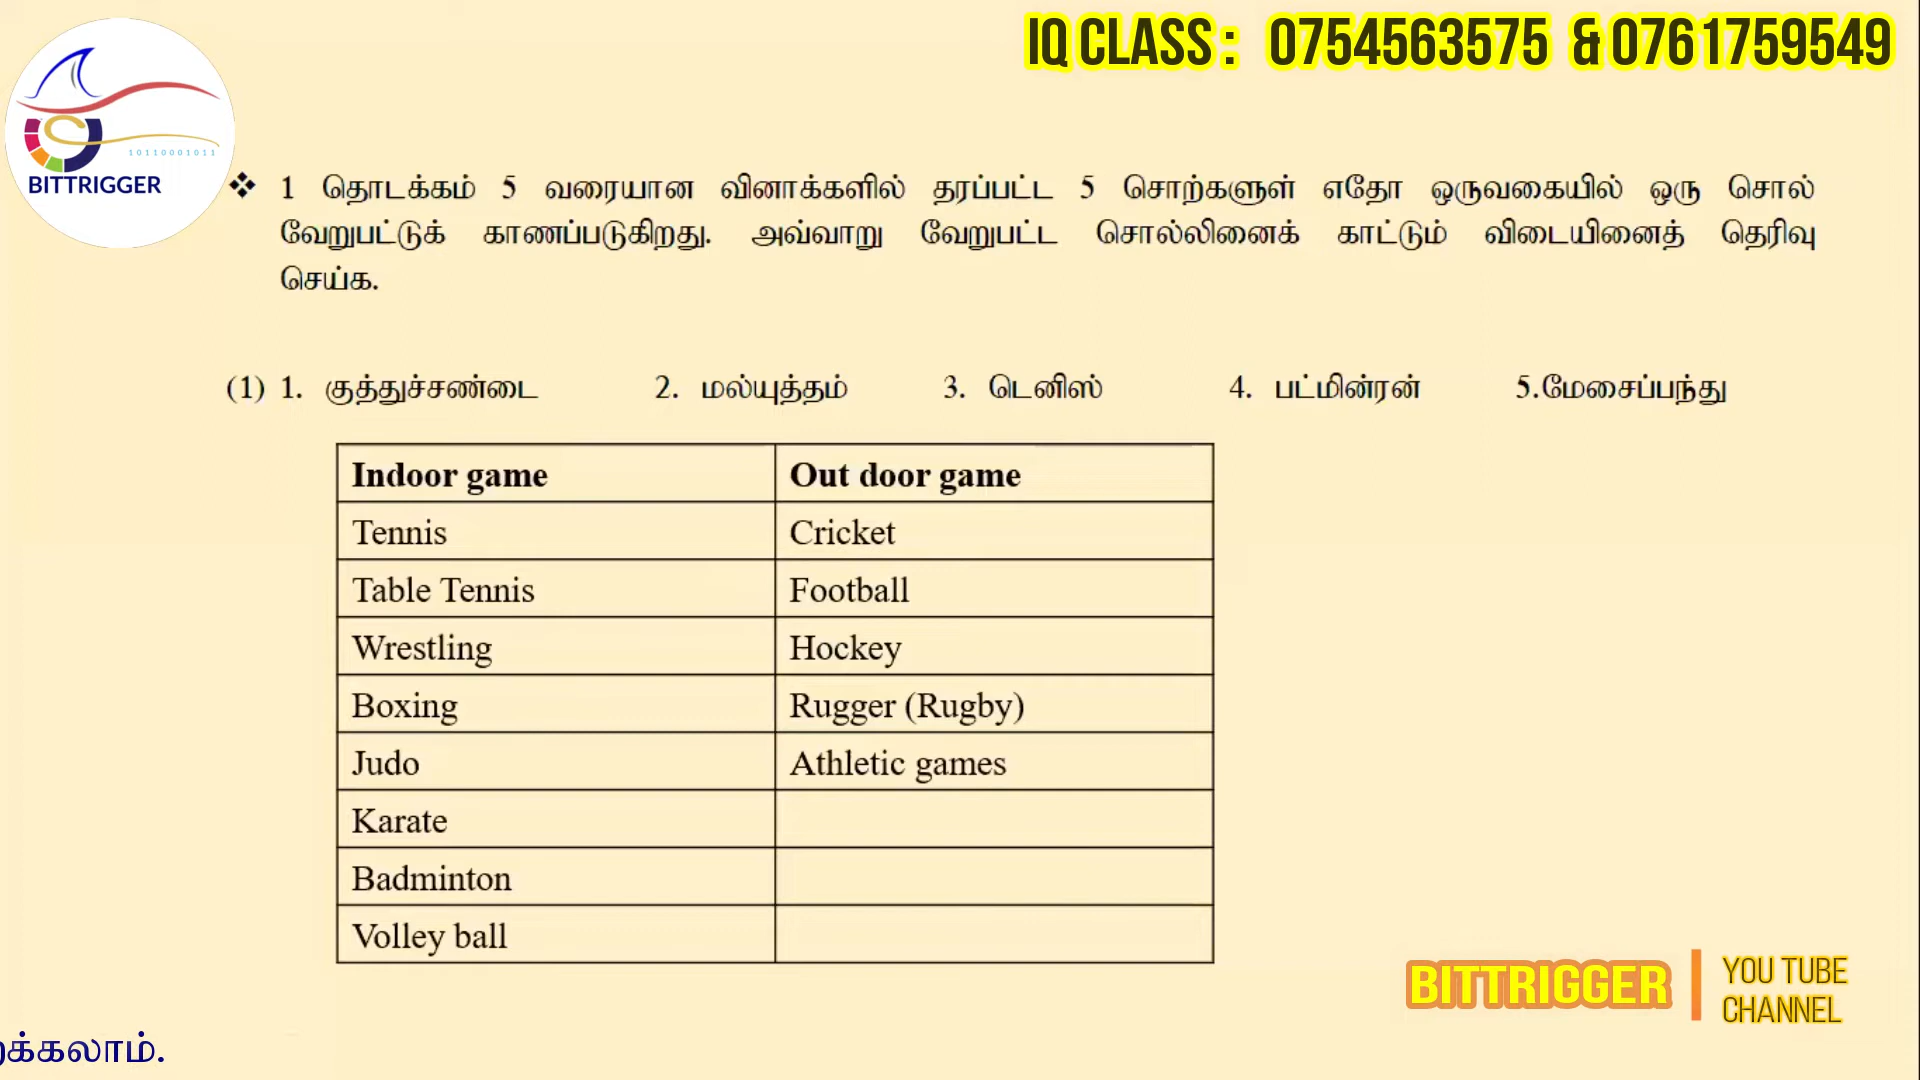 IQ CLASS : 0754563575 & 0761759549
10110001011
BITTRIGGER
❖ 1 தொடக்கம் 5 வரையான வினாக்களில் தரப்பட்ட 5 சொற்களுள் எதோ ஒருவகையில் ஒரு சொல்
வேறுபட்டுக் காணப்படுகிறது. அவ்வாறு வேறுபட்ட சொல்லினைக் காட்டும் விடையினைத் தெரிவு
செய்க.
(1) 1. குத்துச்சண்டை 2. மல்யுத்தம் 3. டெனிஸ் 4. பட்மின்ரன் 5.மேசைப்பந்து
Indoor game Out door game
Tennis Cricket
Table Tennis Football
Wrestling Hockey
Boxing Rugger (Rugby)
Judo Athletic games
Karate
Badminton
Volley ball
BITTRIGGER YOU TUBE
CHANNEL